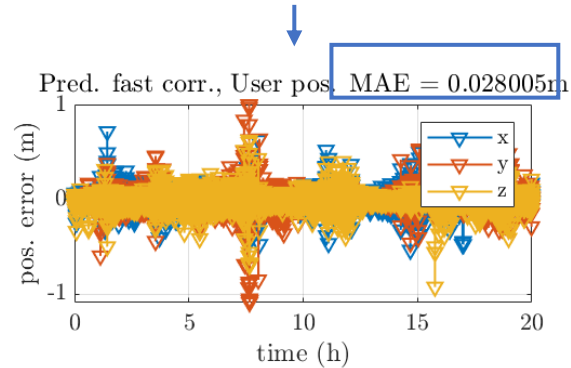 Pred. fast corr., User pos. MAE = 0.028005m
pos. error (m)
1
0
-1
x
y
z
0 5 10 15 20
time (h)